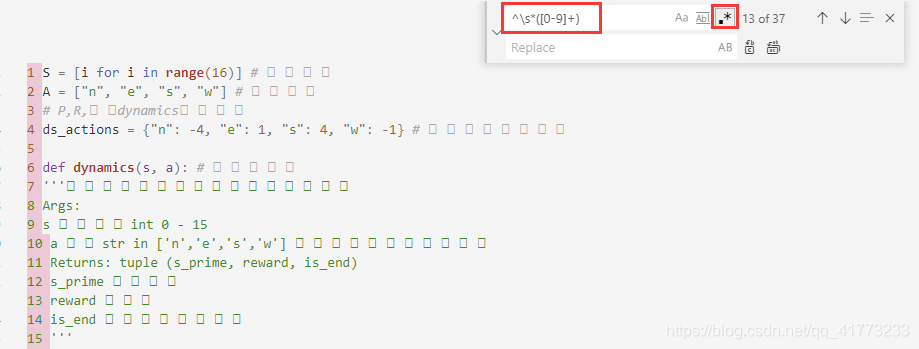 ^\s*([0-9]+)
Aa Abl .* 13 of 37
Replace AB
1 S = [i for i in range(16)] # □ □ □ □
2 A = ["n", "e", "s", "w"] # □ □ □ □
3 # P,R,□ □dynamics□ □ □ □
4 ds_actions = {"n": -4, "e": 1, "s": 4, "w": -1} # □ □ □ □ □ □ □ □
5
6 def dynamics(s, a): # □ □ □ □ □
7 '''□ □ □ □ □ □ □ □ □ □ □ □ □ □ □ □
8 Args:
9 s □ □ □ □ int 0 - 15
10 a □ □ str in ['n','e','s','w'] □ □ □ □ □ □ □ □ □ □ □
11 Returns: tuple (s_prime, reward, is_end)
12 s_prime □ □ □ □
13 reward □ □ □
14 is_end □ □ □ □ □ □ □ □
15 '''
https://blog.csdn.net/qq_41773233